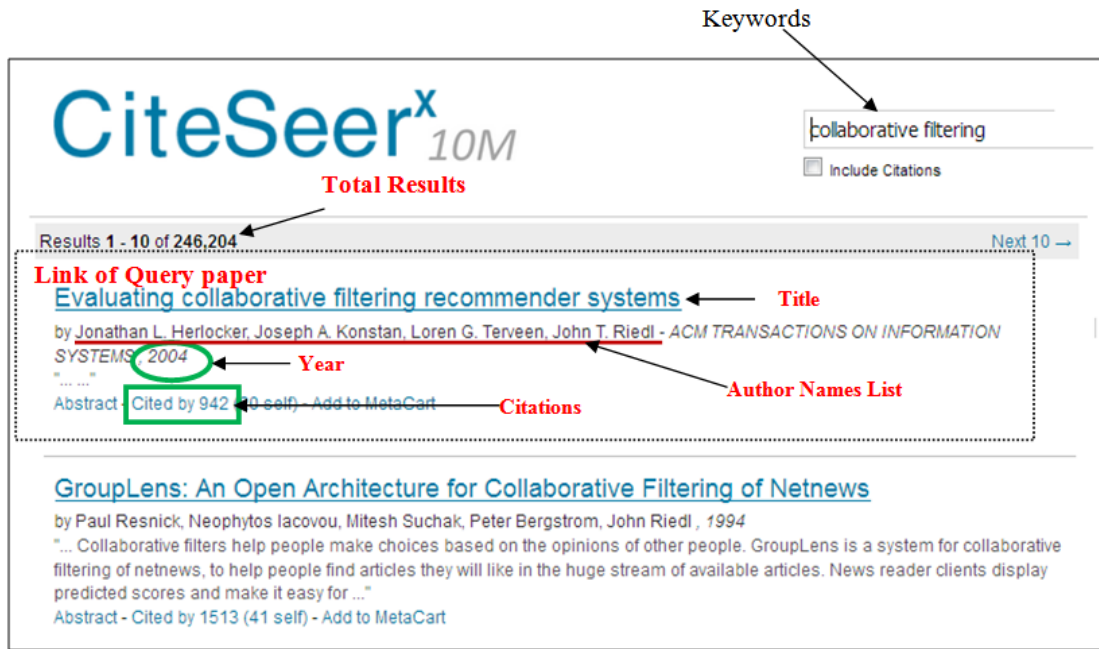 Keywords
CiteSeerx 10M
collaborative filtering
Include Citations
Total Results
Results 1 - 10 of 246,204
Next 10 →
Link of Query paper
Evaluating collaborative filtering recommender systems
Title
by Jonathan L. Herlocker, Joseph A. Konstan, Loren G. Terveen, John T. Riedl - ACM TRANSACTIONS ON INFORMATION
SYSTEMS , 2004
Year
"... ..."
Author Names List
Abstract - Cited by 942 ( self) - Add to MetaCart
Citations
GroupLens: An Open Architecture for Collaborative Filtering of Netnews
by Paul Resnick, Neophytos Iacovou, Mitesh Suchak, Peter Bergstrom, John Riedl , 1994
"... Collaborative filters help people make choices based on the opinions of other people. GroupLens is a system for collaborative
filtering of netnews, to help people find articles they will like in the huge stream of available articles. News reader clients display
predicted scores and make it easy for ..."
Abstract - Cited by 1513 (41 self) - Add to MetaCart